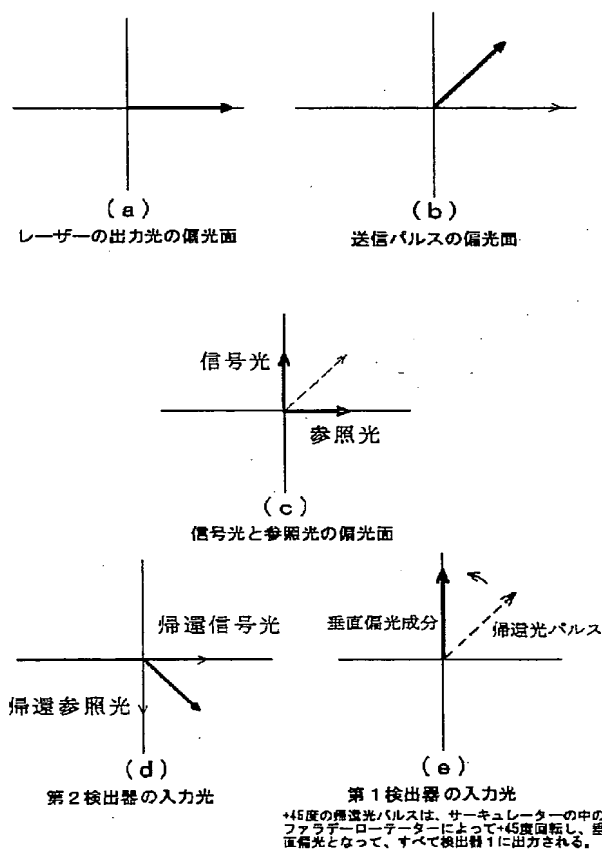 (a)
レーザーの出力光の偏光面
(b)
送信パルスの偏光面
信号光
参照光
(c)
信号光と参照光の偏光面
帰還信号光
帰還参照光
(d)
第2検出器の入力光
垂直偏光成分
帰還光パルス
(e)
第1検出器の入力光
+45度の帰還光パルスは、サーキュレーターの中の
ファラデーローテーターによって+45度回転し、垂
直偏光となって、すべて検出器1に出力される。